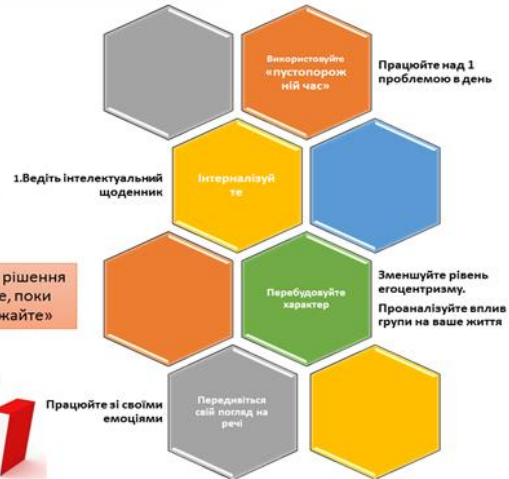 Використовуйте
«пустопорож
ній час»
Працюйте над 1
проблемою в день
1.Ведіть інтелектуальний
щоденник
Інтерналізуй
те
рішення
е, поки
жайте»
Перебудовуйте
характер
Зменшуйте рівень
егоцентризму.
Проаналізуйте вплив
групи на ваше життя
Працюйте зі своїми
емоціями
Передивіться
свій погляд на
речі
1